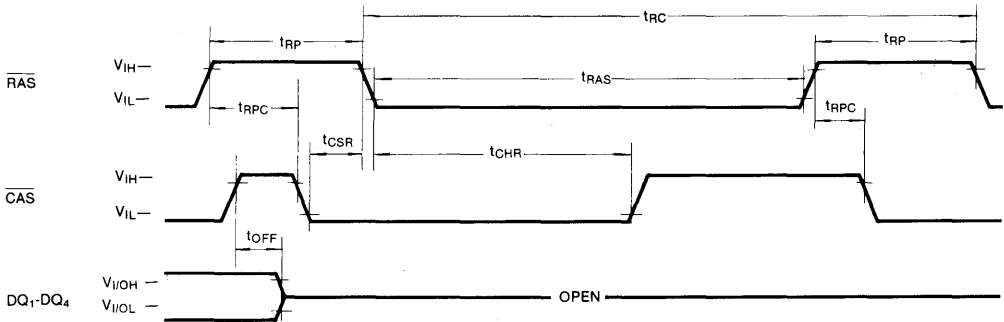 tRC
tRP
tRP
RAS
VIH
VIL
tRAS
tRPC
tRPC
tCSR
tCHR
CAS
VIH
VIL
tOFF
DQ1-DQ4
VI/OH
VI/OL
OPEN